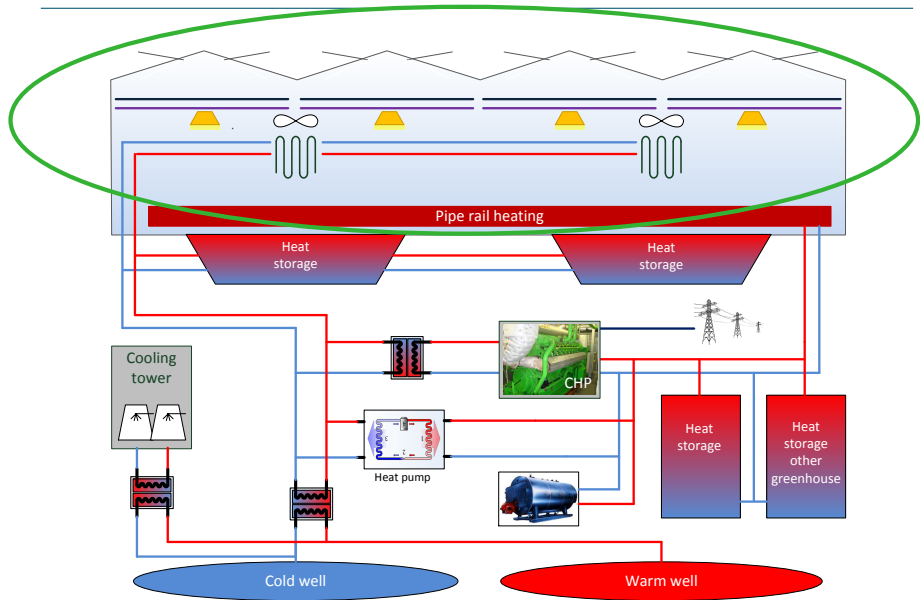 Pipe rail heating
Heat
storage
Heat
storage
Cooling
tower
CHP
Heat pump
Heat
storage
Heat
storage
other
greenhouse
Cold well
Warm well